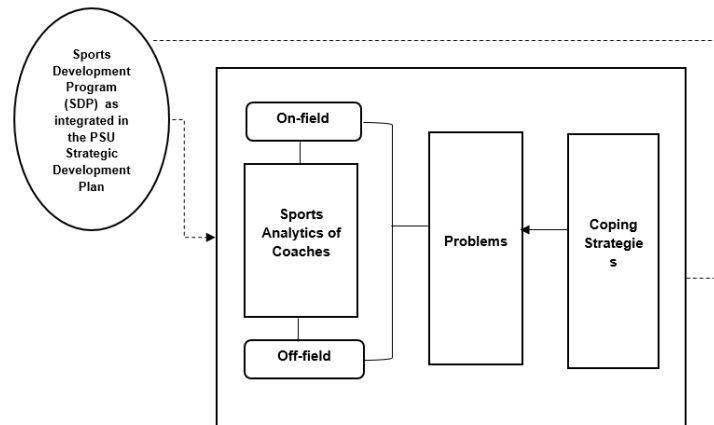 Sports
Development
Program
(SDP) as
integrated in
the PSU
Strategic
Development
Plan
On-field
Sports
Analytics of
Coaches
Off-field
Problems
Coping
Strategie
s